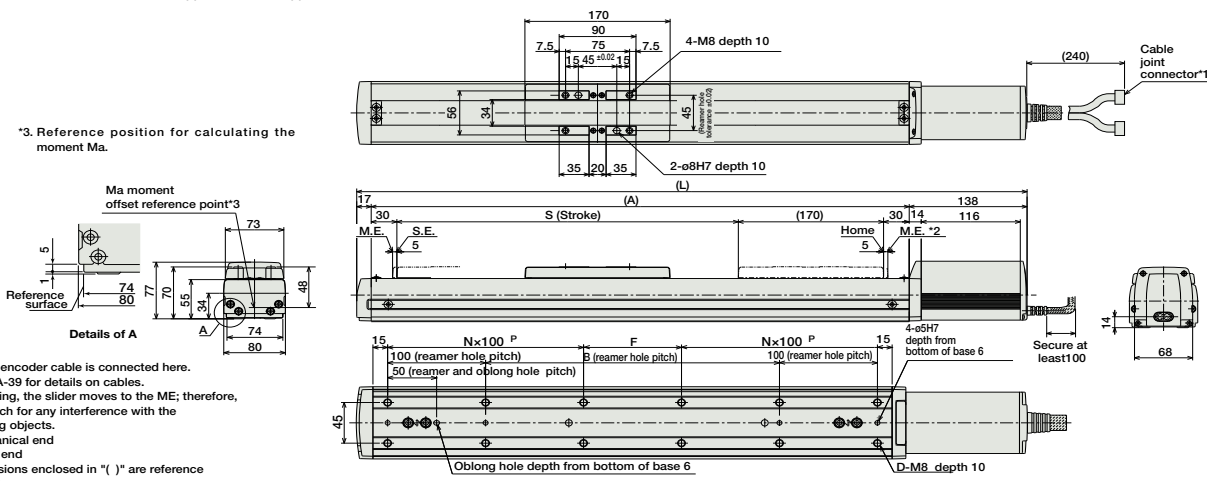 170
90
7.5 75 7.5
15 45 ±0.02 15
4-M8 depth 10
(240)
Cable
joint
connector*1
56
34
45
(Reamer hole
tolerance ±0.02)
35 20 35
2-ø8H7 depth 10
*3. Reference position for calculating the
moment Ma.
(L)
17 (A) 138
30 S (Stroke) (170) 30 14 116
M.E. S.E. Home M.E. *2
5 5
Ma moment
offset reference point*3
73
5
1
74
80
Reference
surface
Details of A
77
70
55
34
48
A
74
80
14
68
Secure at
least100
4-ø5H7
depth from
bottom of base 6
15 N×100 P F N×100 P 15
100 (reamer hole pitch) B (reamer hole pitch) 100 (reamer hole pitch)
50 (reamer and oblong hole pitch)
45
Oblong hole depth from bottom of base 6
D-M8 depth 10
encoder cable is connected here.
A-39 for details on cables.
ing, the slider moves to the ME; therefore,
ch for any interference with the
g objects.
anical end
end
sions enclosed in "( )" are reference